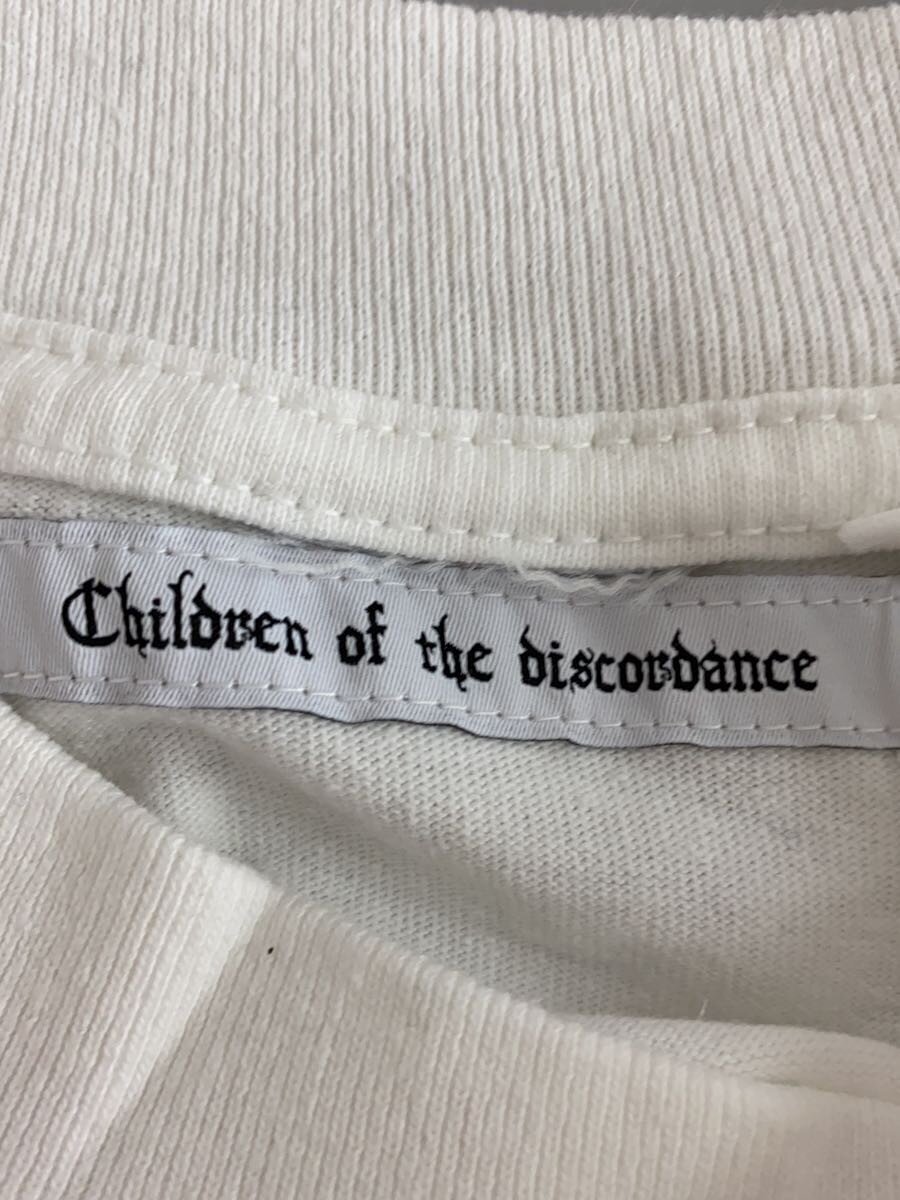 Children of the discordance